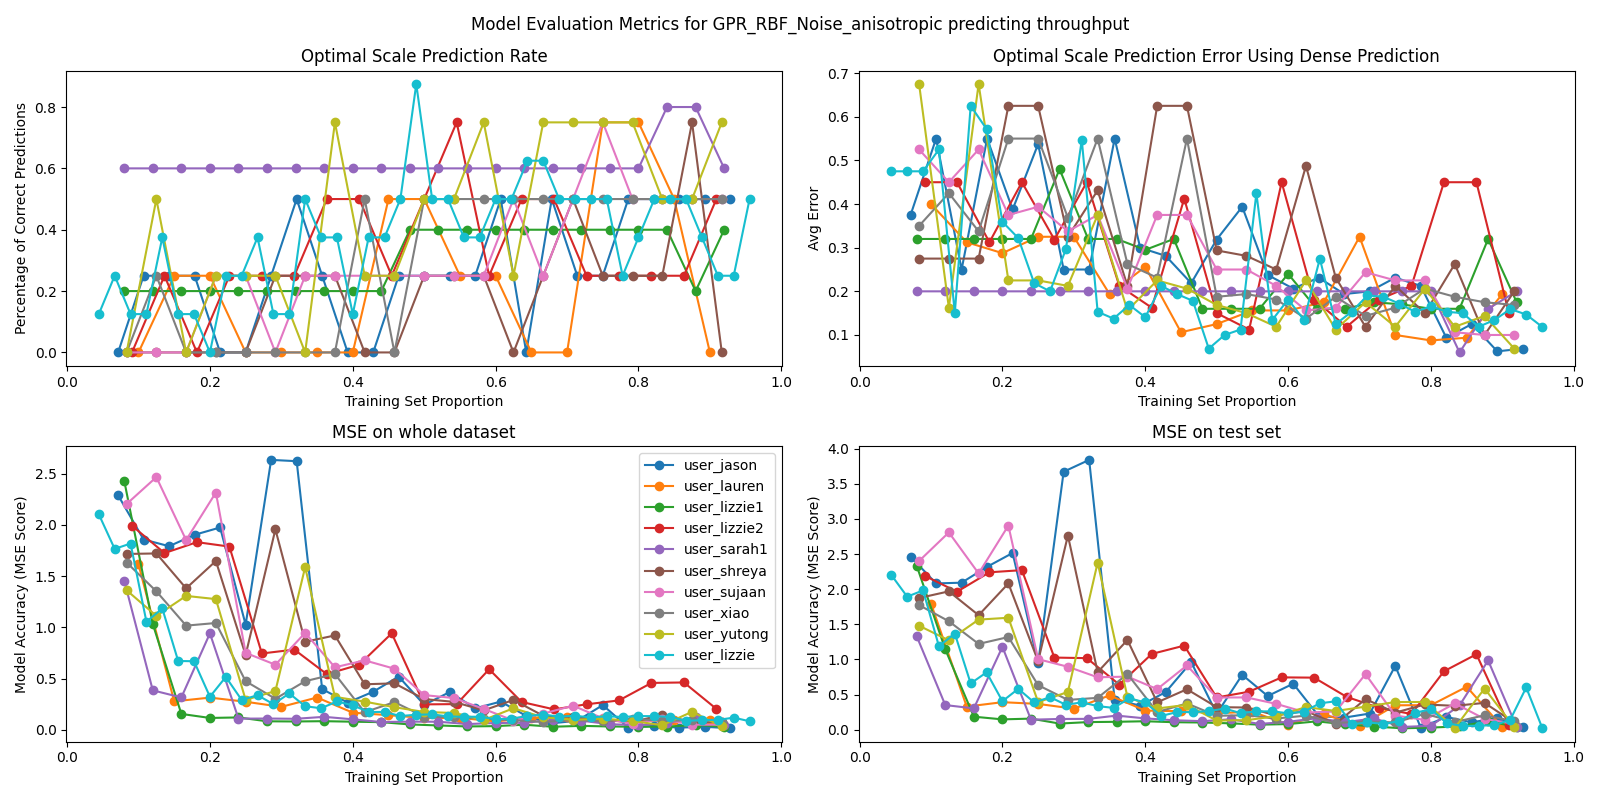 Model Evaluation Metrics for GPR_RBF_Noise_anisotropic predicting throughput
Optimal Scale Prediction Rate
Percentage of Correct Predictions
0.8
0.6
0.4
0.2
0.0
0.0 0.2 0.4 0.6 0.8 1.0
Training Set Proportion
Optimal Scale Prediction Error Using Dense Prediction
Avg Error
0.7
0.6
0.5
0.4
0.3
0.2
0.1
0.0 0.2 0.4 0.6 0.8 1.0
Training Set Proportion
MSE on whole dataset
Model Accuracy (MSE Score)
2.5
2.0
1.5
1.0
0.5
0.0
0.0 0.2 0.4 0.6 0.8 1.0
Training Set Proportion
user_jason
user_lauren
user_lizzie1
user_lizzie2
user_sarah1
user_shreya
user_sujaan
user_xiao
user_yutong
user_lizzie
MSE on test set
Model Accuracy (MSE Score)
4.0
3.5
3.0
2.5
2.0
1.5
1.0
0.5
0.0
0.0 0.2 0.4 0.6 0.8 1.0
Training Set Proportion